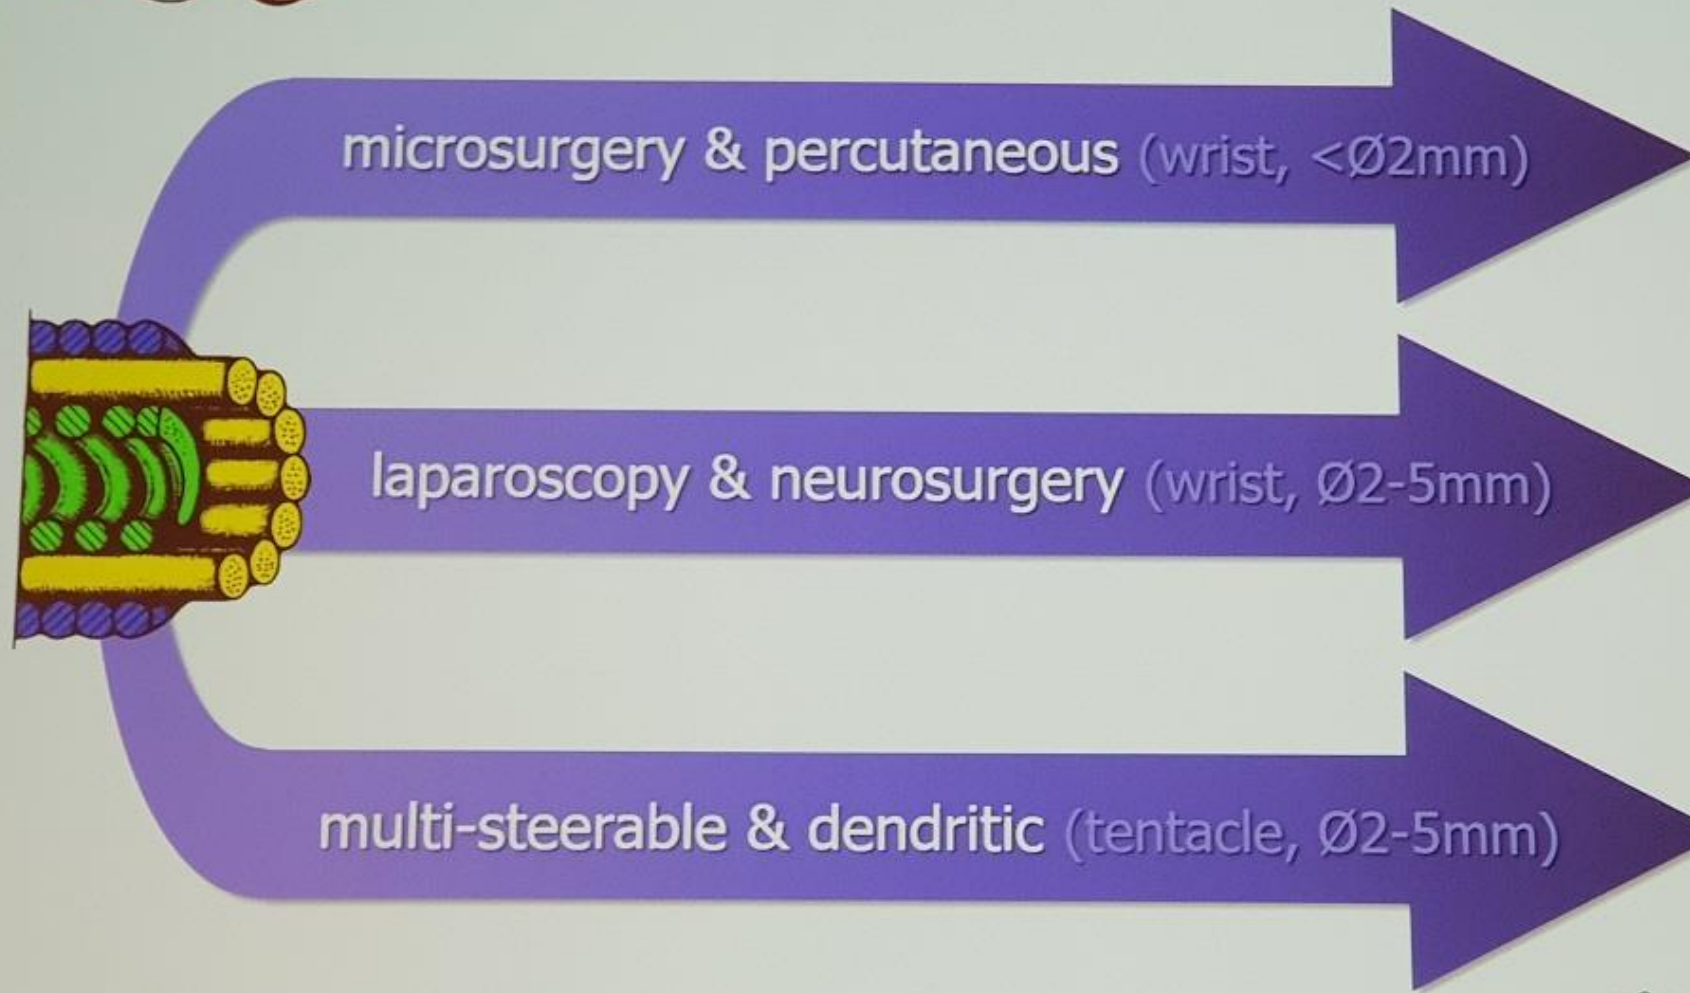 microsurgery & percutaneous (wrist, <Ø2mm)
laparoscopy & neurosurgery (wrist, Ø2-5mm)
multi-steerable & dendritic (tentacle, Ø2-5mm)